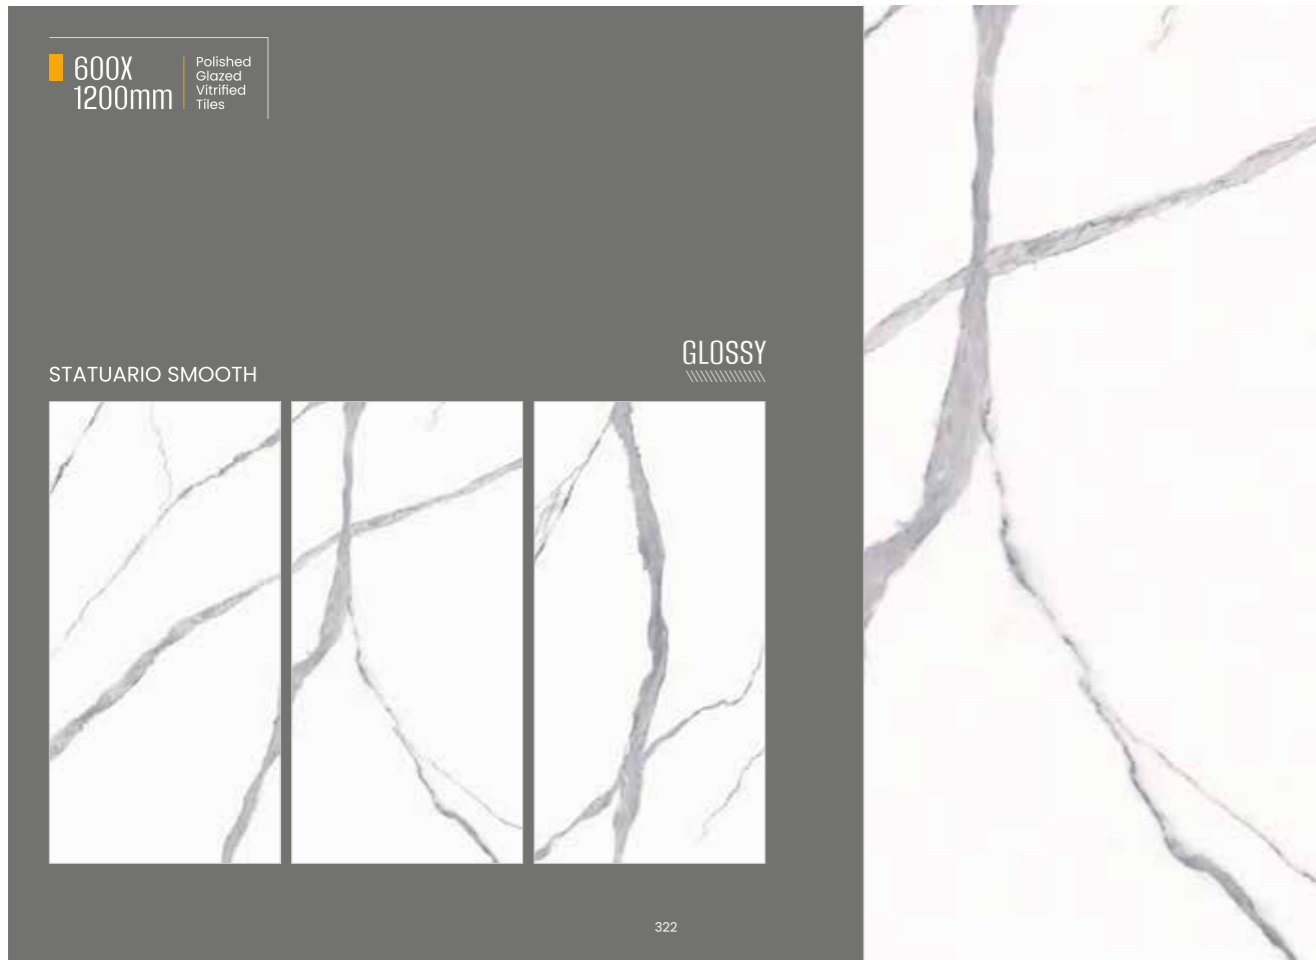 600X
1200mm
Polished
Glazed
Vitrified
Tiles
GLOSSY
STATUARIO SMOOTH
322